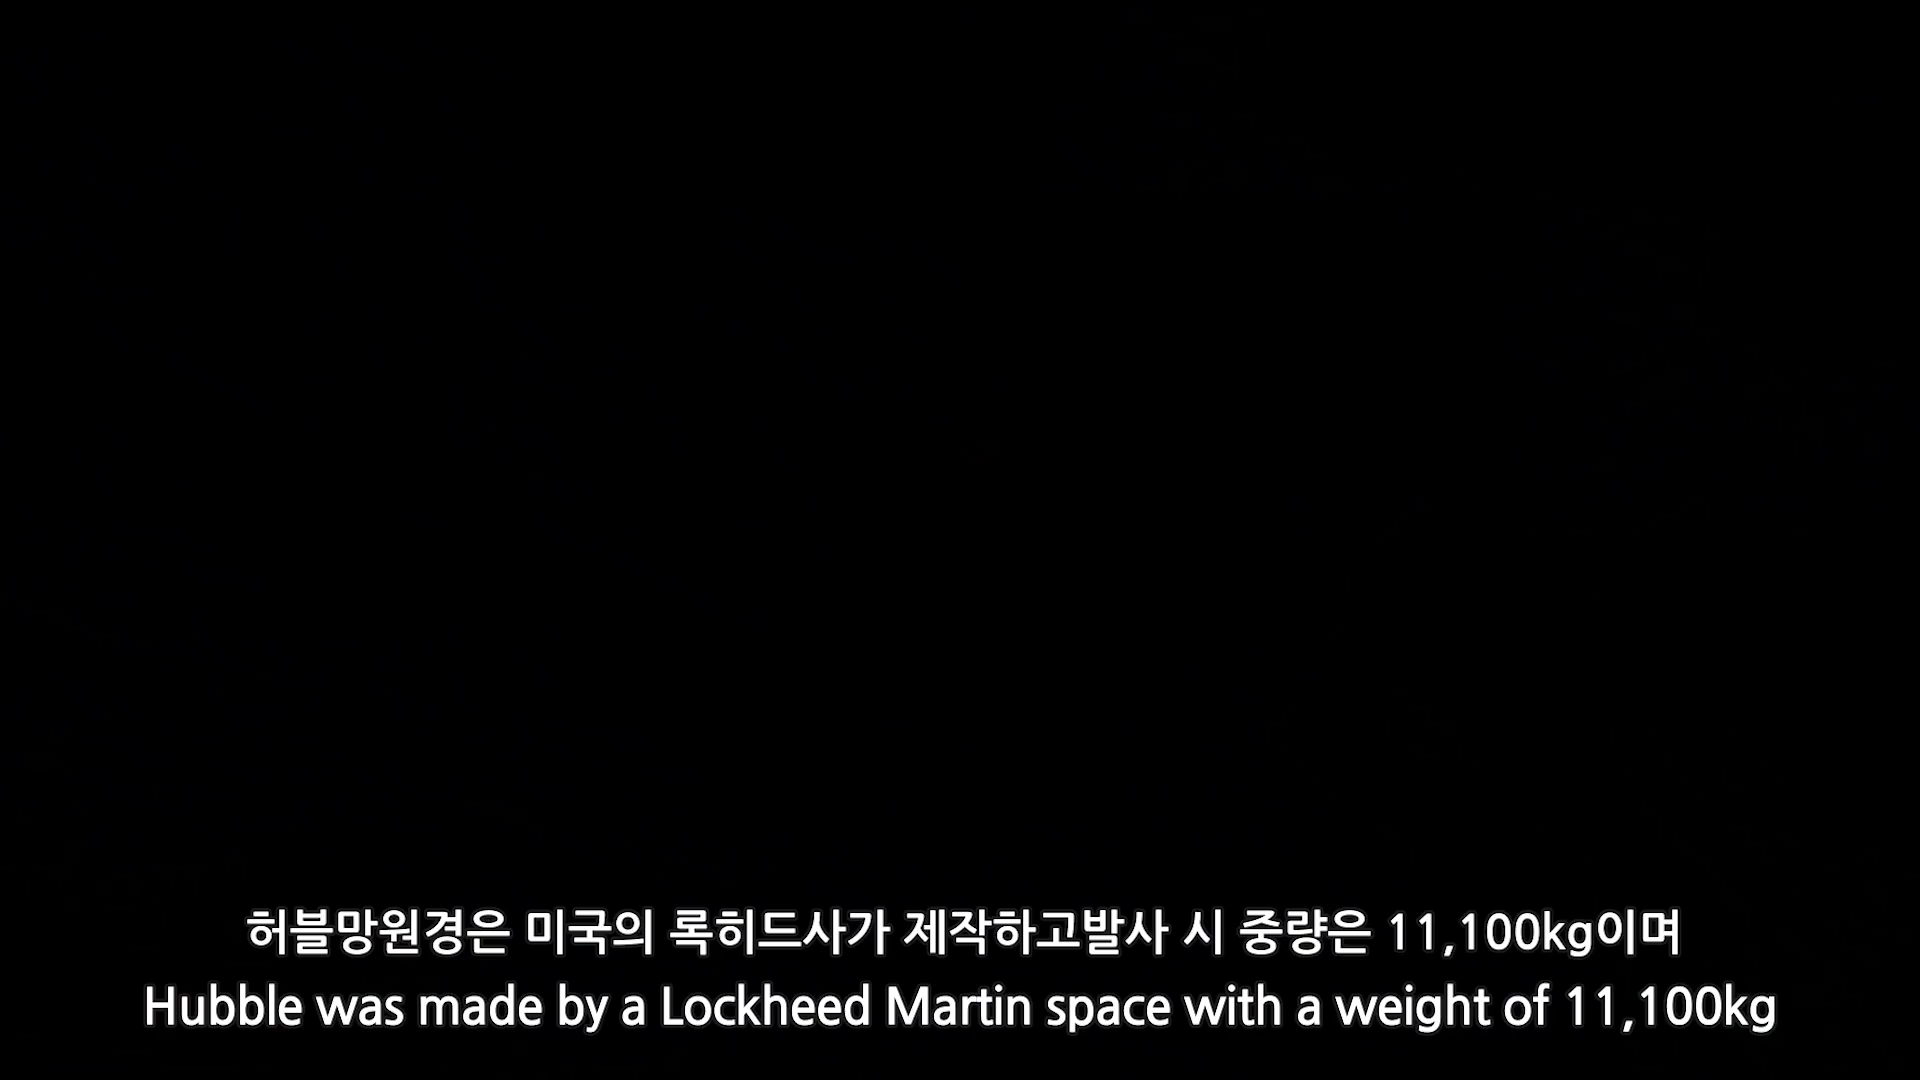 허블망원경은 미국의 록히드사가 제작하고발사 시 중량은 11,100kg이며
Hubble was made by a Lockheed Martin space with a weight of 11,100kg